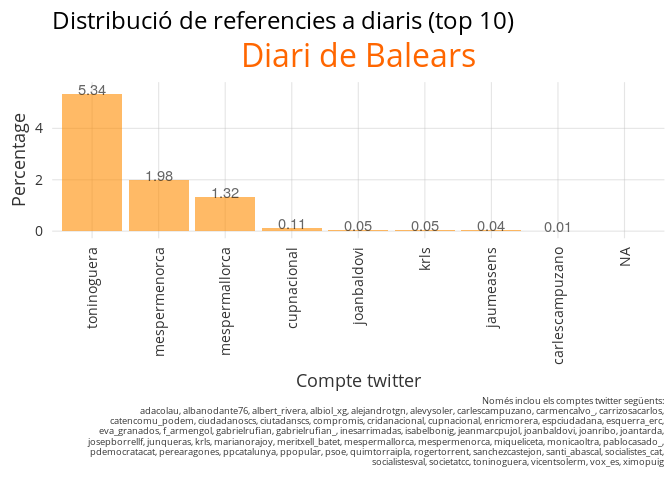 Distribució de referencies a diaris (top 10)
Diari de Balears
Percentage
4
2
0
5.34
1.98
1.32
0.11
0.05
0.05
0.04
0.01
toninoguera
mespermenorca
mespermallorca
cupnacional
joanbaldovi
krls
jaumeasens
carlescampuzano
NA
Compte twitter
Només inclou els comptes twitter següents:
adacolau, albanodante76, albert_rivera, albiol_xg, alejandrotgn, alevysoler, carlescampuzano, carmencalvo_, carrizosacarlos,
catencomu_podem, ciudadanoscs, ciutadanscs, compromis, cridanacional, cupnacional, enricmorera, espciudadana, esquerra_erc,
eva_granados, f_armengol, gabrielrufian, gabrielrufian_, inesarrimadas, isabelbonig, jeanmarcpujol, joanbaldovi, joanribo, joantarda,
josepborrellf, junqueras, krls, marianorajoy, meritxell_batet, mespermallorca, mespermenorca, miqueliceta, monicaoltra, pablocasado_,
pdemocratacat, perearagones, ppcatalunya, ppopular, psoe, quimtorraipla, rogertorrent, sanchezcastejon, santi_abascal, socialistes_cat,
socialistesval, societatcc, toninoguera, vicentsolerm, vox_es, ximopuig